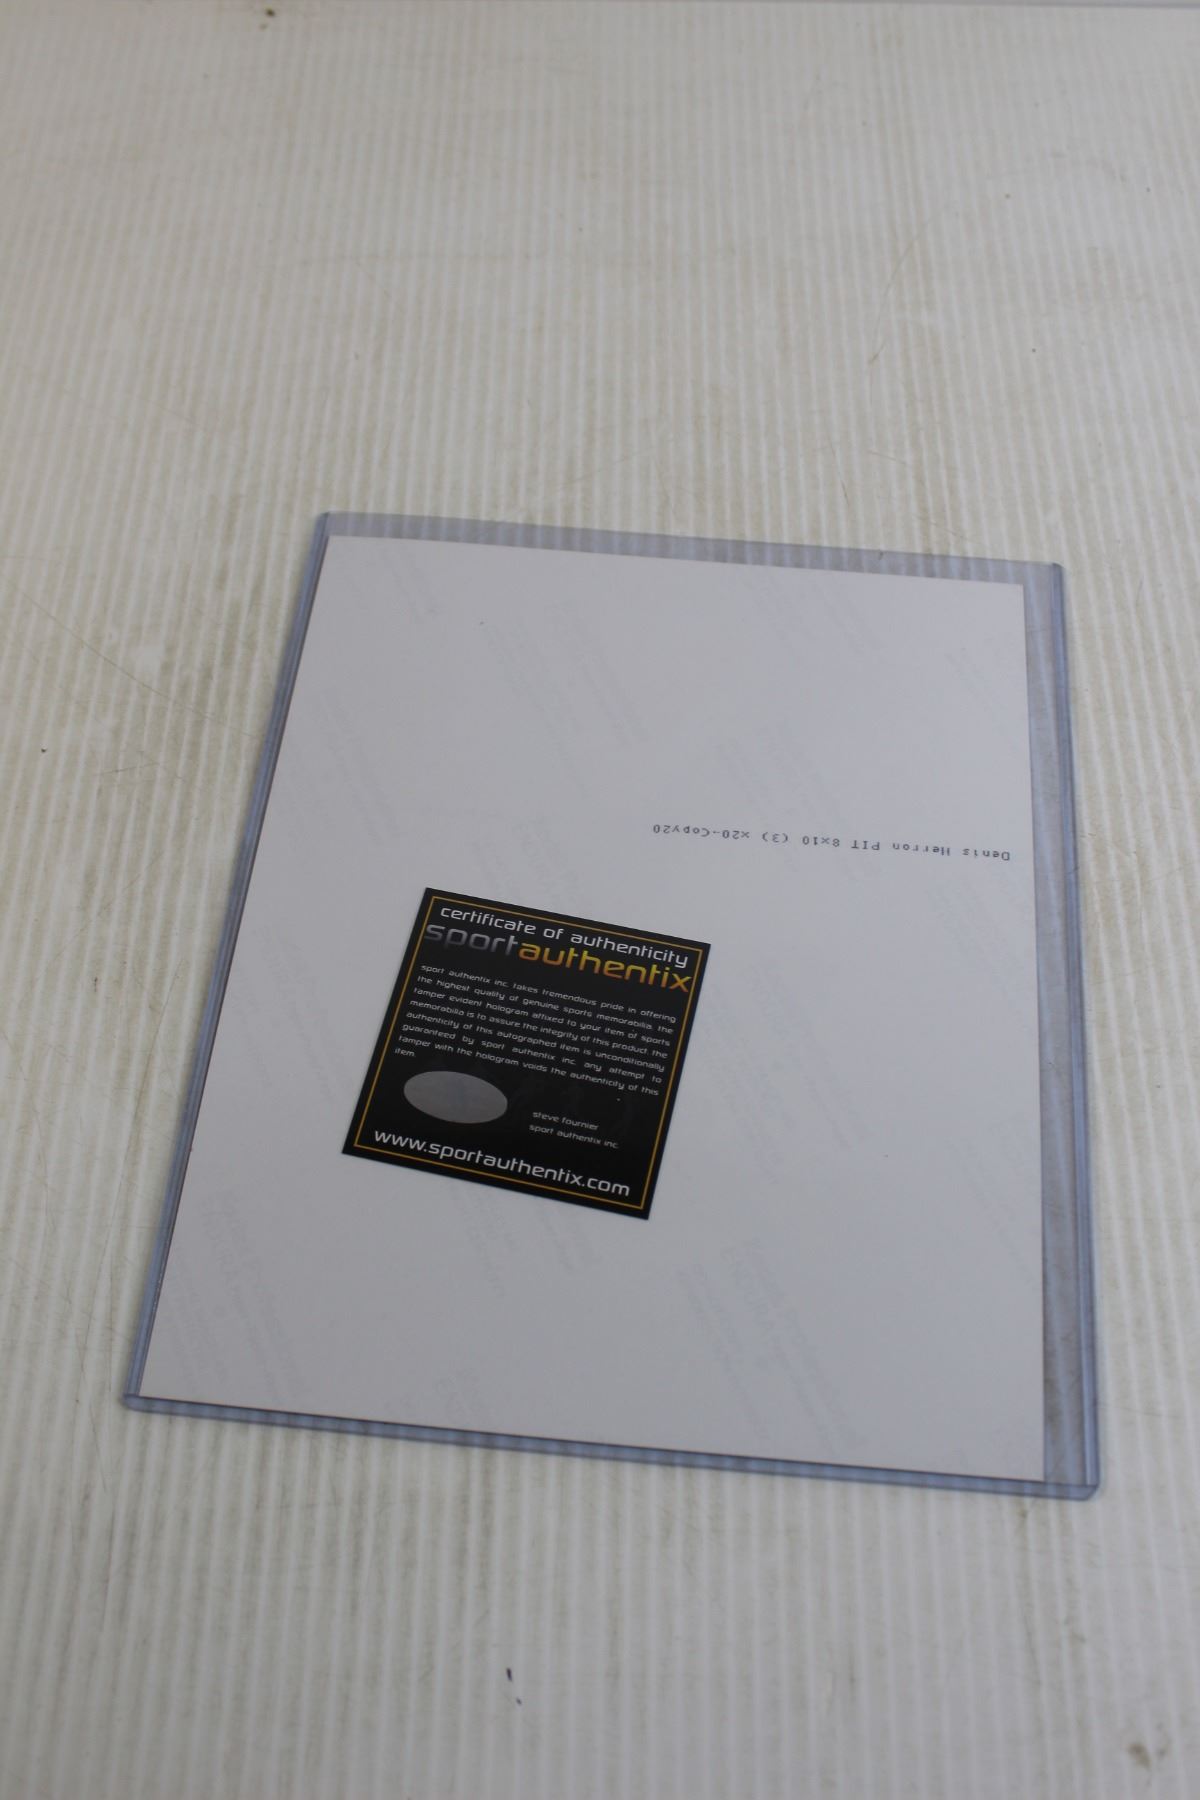 Denis Herron PIT 8x10 (3) x20-Copy20
certificate of authenticity
sportauthentix
sport authentix inc. takes tremendous pride in offering
the highest quality of genuine sports memorabilia. the
tamper evident hologram affixed to your item of sports
memorabilia is to assure the integrity of this product. the
authenticity of this autographed item is unconditionally
guaranteed by sport authentix inc. any attempt to
tamper with the hologram voids the authenticity of this
item.
steve fournier
sport authentix inc.
www.sportauthentix.com